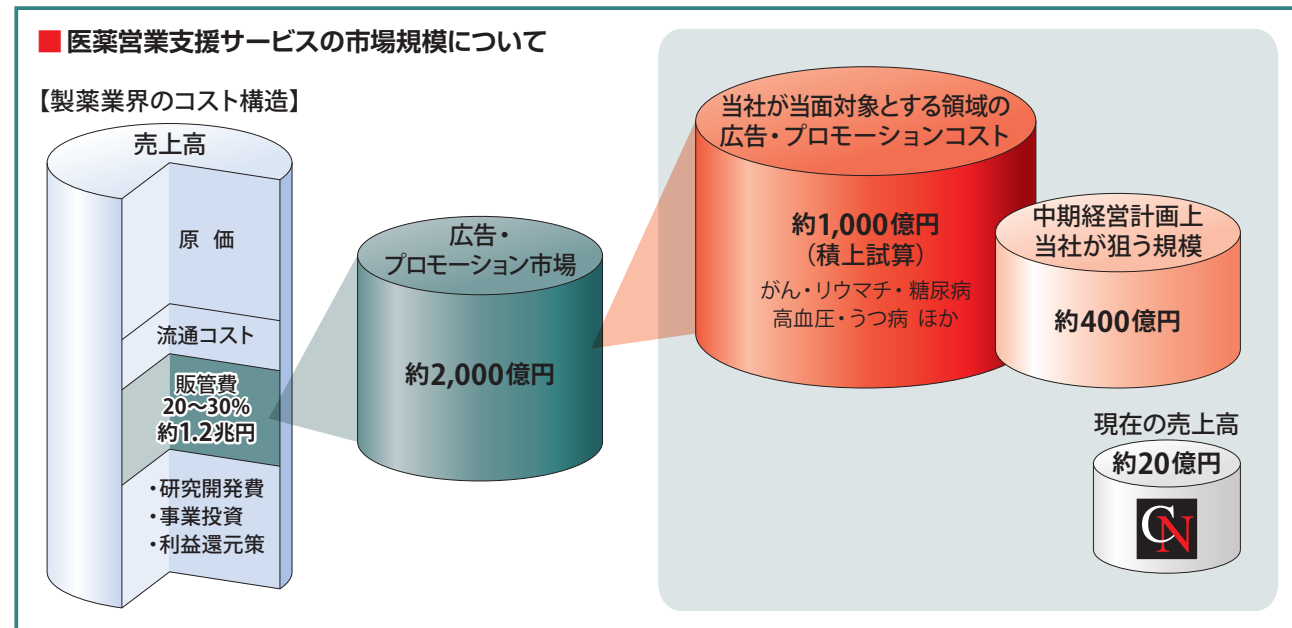 ■医薬営業支援サービスの市場規模について
【製薬業界のコスト構造】
売上高
原 価
流通コスト
販管費
20〜30%
約1.2兆円
・研究開発費
・事業投資
・利益還元策
広告・
プロモーション市場
約2,000億円
当社が当面対象とする領域の
広告・プロモーションコスト
約1,000億円
（積上試算）
がん・リウマチ・糖尿病
高血圧・うつ病 ほか
中期経営計画上
当社が狙う規模
約400億円
現在の売上高
約20億円
CN